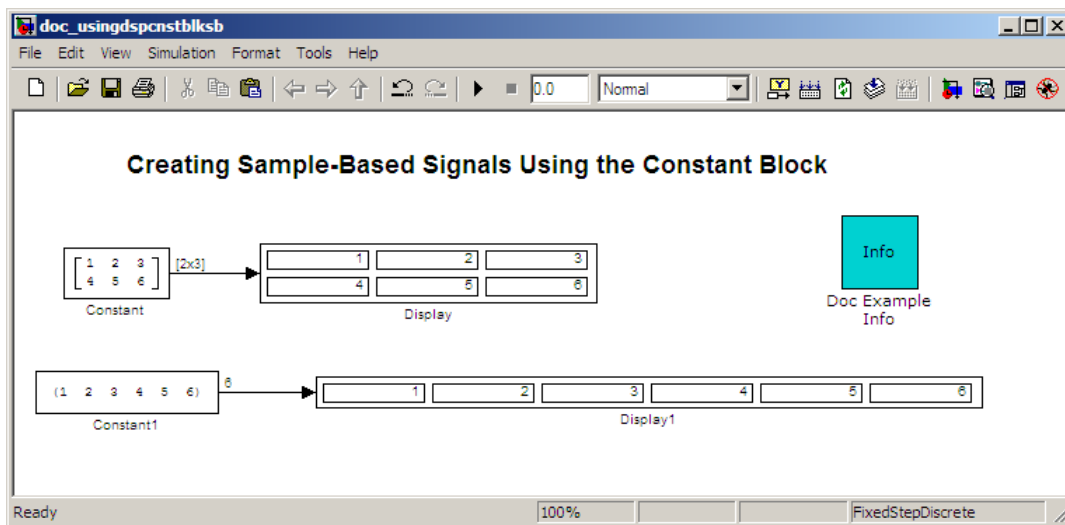 doc_usingdspcnstblksb
File Edit View Simulation Format Tools Help
0.0 Normal
Creating Sample-Based Signals Using the Constant Block
1 2 3
4 5 6
Constant
[2x3]
1 2 3
4 5 6
Display
Info
Doc Example
Info
(1 2 3 4 5 6)
Constant1
6
1 2 3 4 5 6
Display1
Ready 100% FixedStepDiscrete